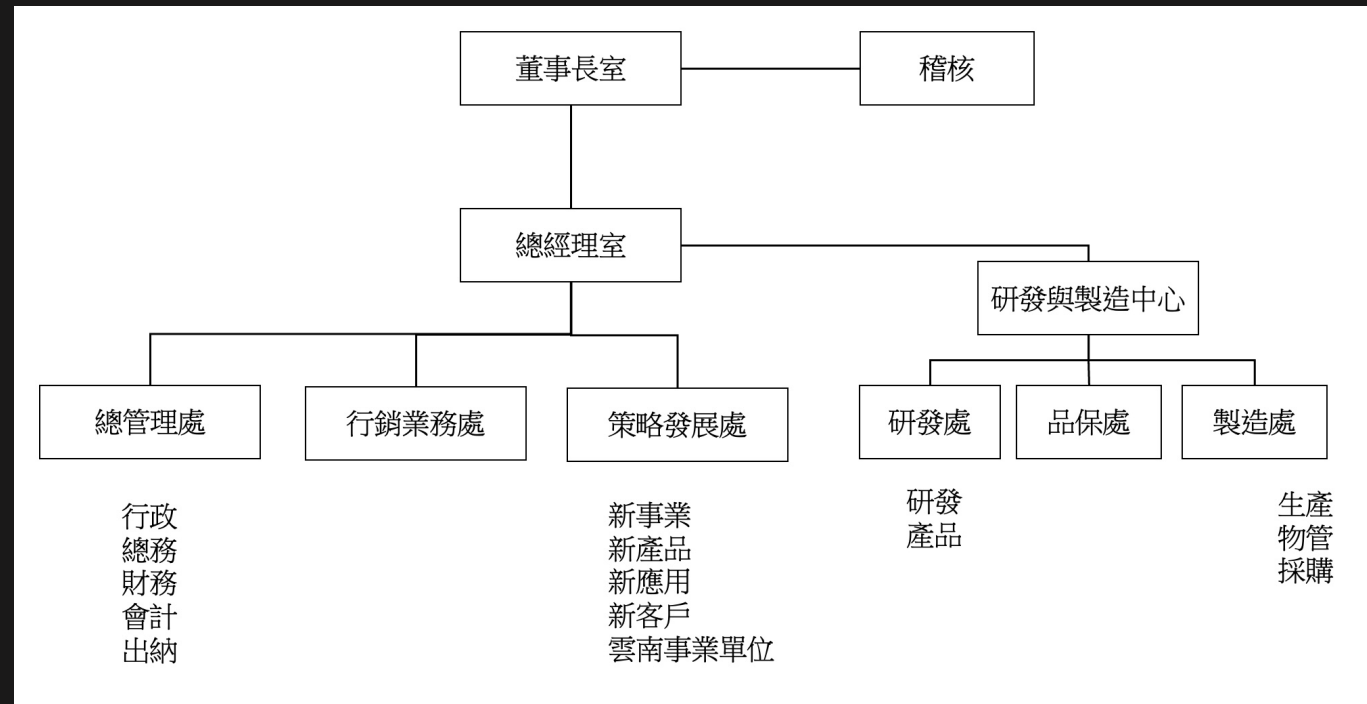 董事長室
稽核
總經理室
研發與製造中心
總管理處
行銷業務處
策略發展處
研發處
品保處
製造處
行政
總務
財務
會計
出納
新事業
新產品
新應用
新客戶
雲南事業單位
研發
產品
生產
物管
採購